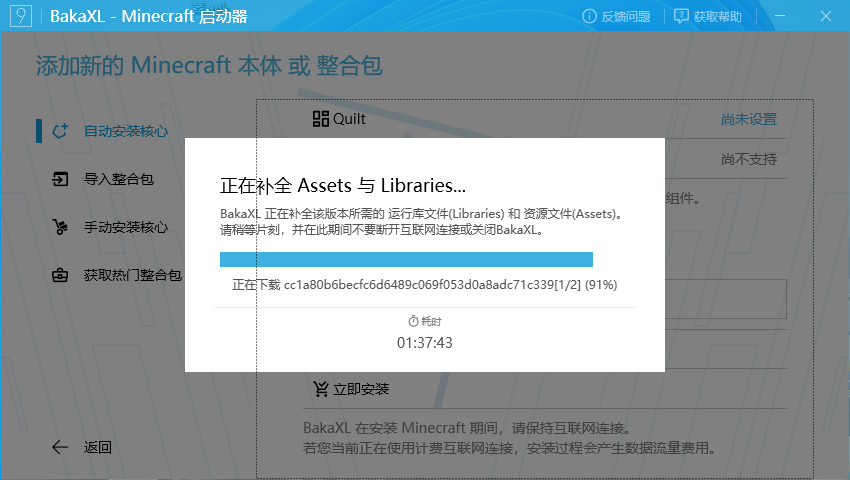 BakaXL - Minecraft 启动器
反馈问题
获取帮助
添加新的 Minecraft 本体 或 整合包
自动安装核心
导入整合包
手动安装核心
获取热门整合包
返回
Quilt
尚未设置
尚不支持
组件。
正在补全 Assets 与 Libraries...
BakaXL 正在补全该版本所需的 运行库文件(Libraries) 和 资源文件(Assets)。
请稍等片刻，并在此期间不要断开互联网连接或关闭BakaXL。
正在下载 cc1a80b6becfc6d6489c069f053d0a8adc71c339[1/2] (91%)
耗时
01:37:43
立即安装
BakaXL 在安装 Minecraft 期间，请保持互联网连接。
若您当前正在使用计费互联网连接，安装过程会产生数据流量费用。